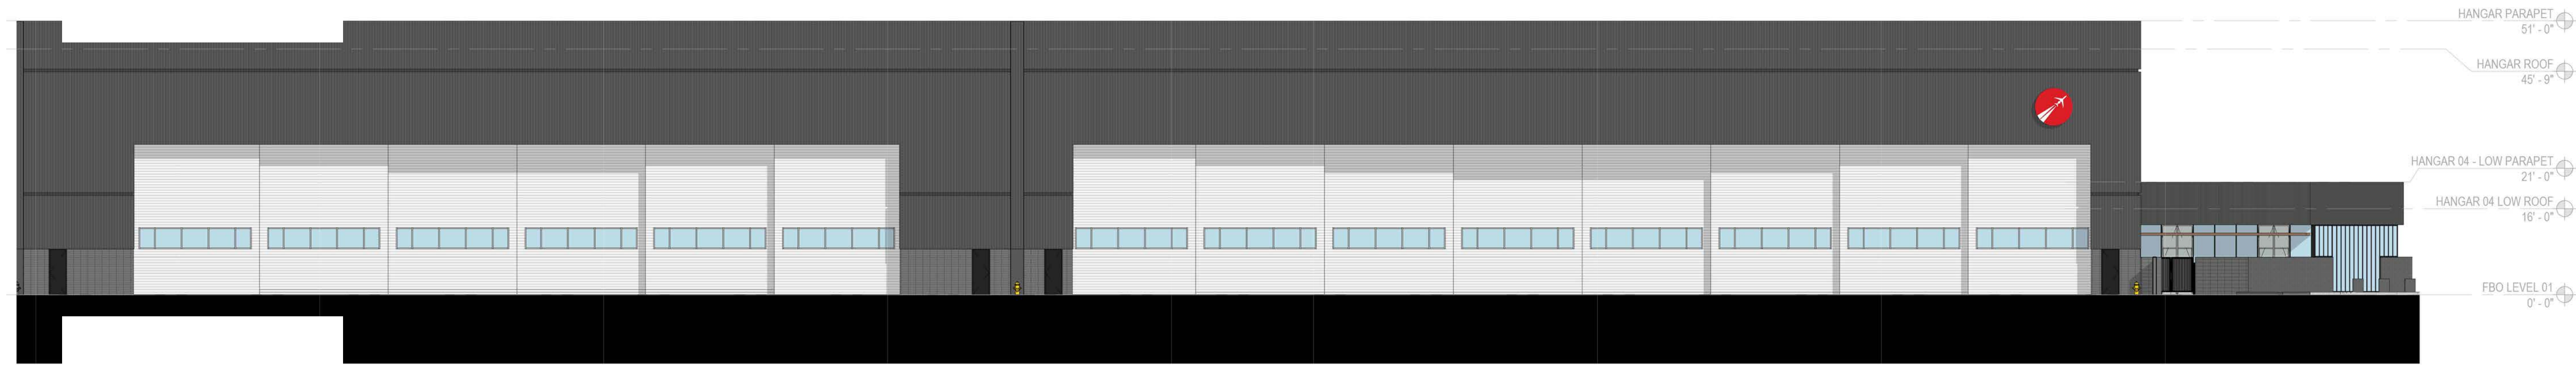 HANGAR PARAPET
51' - 0"
HANGAR ROOF
45' - 9"
HANGAR 04 - LOW PARAPET
21' - 0"
HANGAR 04 LOW ROOF
16' - 0"
FBO LEVEL 01
0' - 0"